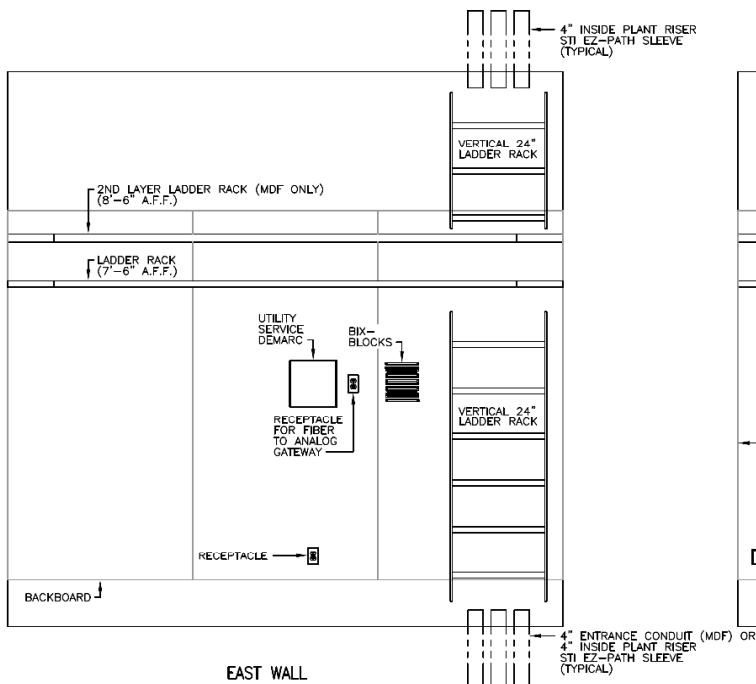 4" INSIDE PLANT RISER
STI EZ-PATH SLEEVE
(TYPICAL)
VERTICAL 24"
LADDER RACK
2ND LAYER LADDER RACK (MDF ONLY)
(8'-6" A.F.F.)
LADDER RACK
(7'-6" A.F.F.)
UTILITY
SERVICE
DEMARC
BIX-
BLOCKS
RECEPTACLE
FOR FIBER
TO ANALOG
GATEWAY
VERTICAL 24"
LADDER RACK
RECEPTACLE
BACKBOARD
4" ENTRANCE CONDUIT (MDF) OR
4" INSIDE PLANT RISER
STI EZ-PATH SLEEVE
(TYPICAL)
EAST WALL